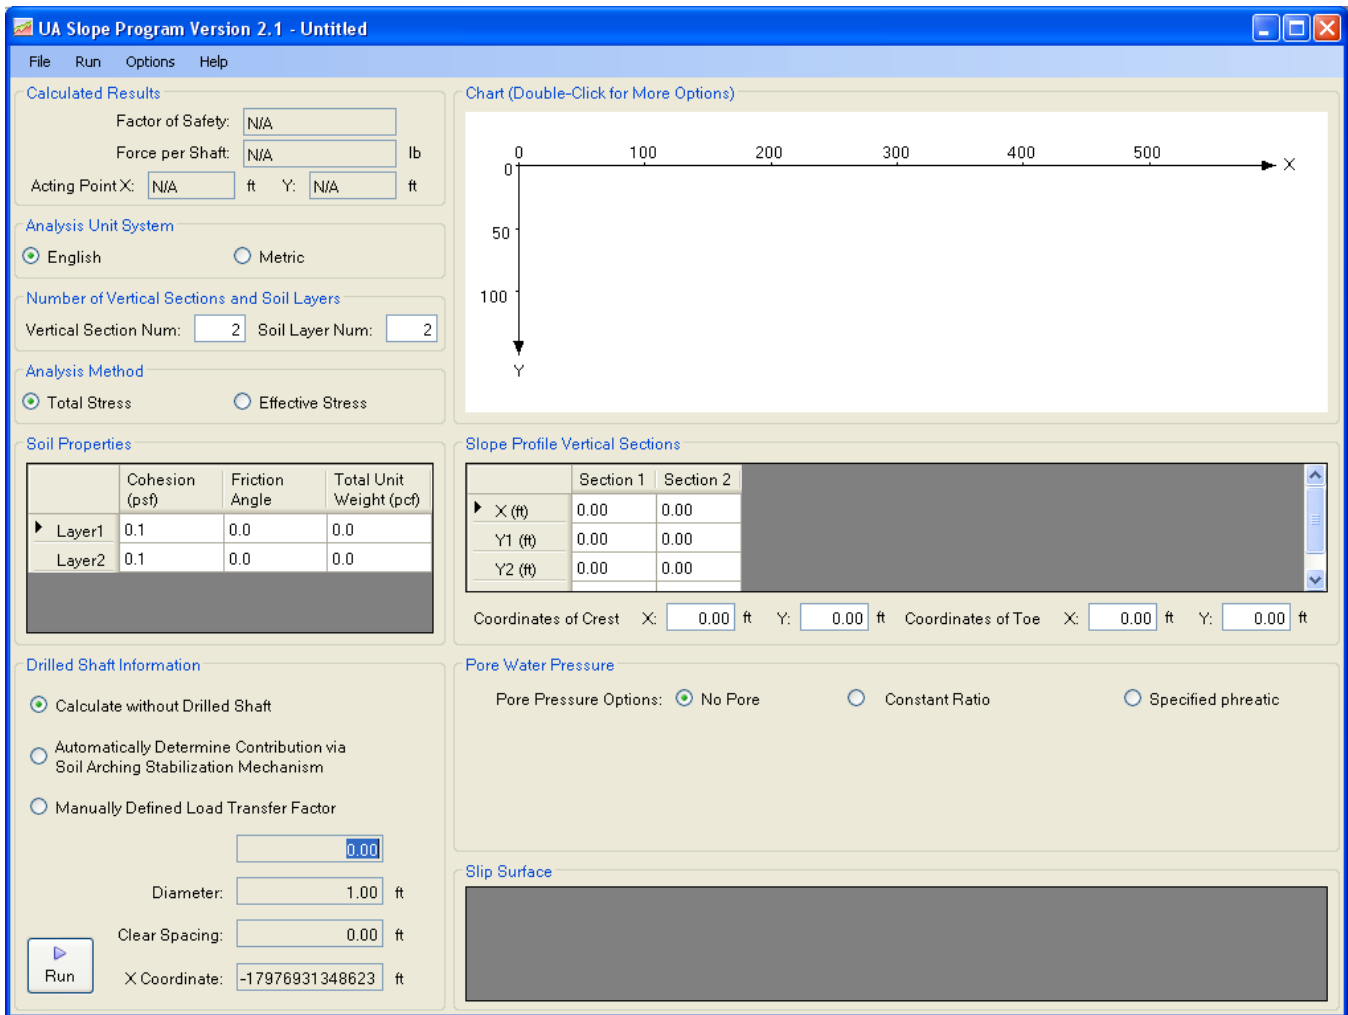 UA Slope Program Version 2.1 - Untitled
File Run Options Help
Calculated Results
Factor of Safety: N/A
Force per Shaft: N/A lb
Acting Point X: N/A ft Y: N/A ft
Analysis Unit System
English Metric
Number of Vertical Sections and Soil Layers
Vertical Section Num: 2 Soil Layer Num: 2
Analysis Method
Total Stress Effective Stress
Chart (Double-Click for More Options)
0 100 200 300 400 500
0 X
50
100
Y
Soil Properties
Cohesion (psf) Friction Angle Total Unit Weight (pcf)
Layer1 0.1 0.0 0.0
Layer2 0.1 0.0 0.0
Slope Profile Vertical Sections
Section 1 Section 2
X (ft) 0.00 0.00
Y1 (ft) 0.00 0.00
Y2 (ft) 0.00 0.00
Coordinates of Crest X: 0.00 ft Y: 0.00 ft Coordinates of Toe X: 0.00 ft Y: 0.00 ft
Drilled Shaft Information
Calculate without Drilled Shaft
Automatically Determine Contribution via
Soil Arching Stabilization Mechanism
Manually Defined Load Transfer Factor
0.00
Diameter: 1.00 ft
Clear Spacing: 0.00 ft
X Coordinate: -17976931348623 ft
Run
Pore Water Pressure
Pore Pressure Options: No Pore Constant Ratio Specified phreatic
Slip Surface